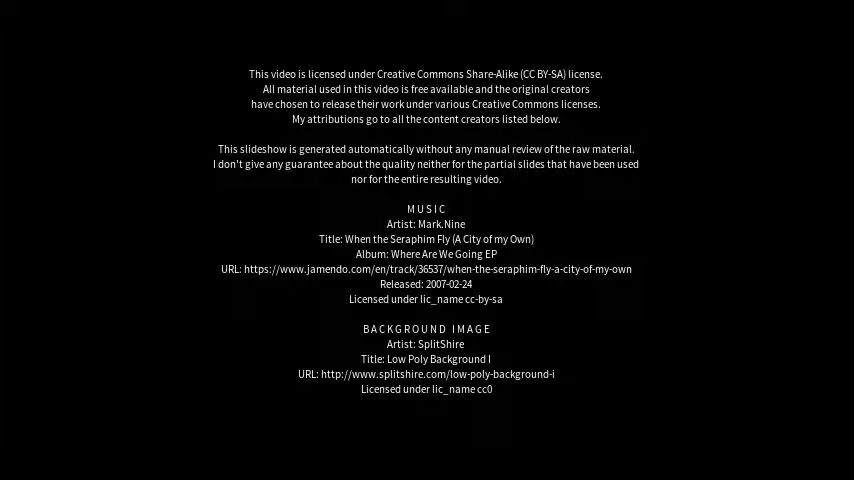 This video is licensed under Creative Commons Share-Alike (CC BY-SA) license.
All material used in this video is free available and the original creators
have chosen to release their work under various Creative Commons licenses.
My attributions go to all the content creators listed below.
This slideshow is generated automatically without any manual review of the raw material.
I don't give any guarantee about the quality neither for the partial slides that have been used
nor for the entire resulting video.
M U S I C
Artist: Mark.Nine
Title: When the Seraphim Fly (A City of my Own)
Album: Where Are We Going EP
URL: https://www.jamendo.com/en/track/36537/when-the-seraphim-fly-a-city-of-my-own
Released: 2007-02-24
Licensed under lic_name cc-by-sa
B A C K G R O U N D   I M A G E
Artist: SplitShire
Title: Low Poly Background I
URL: http://www.splitshire.com/low-poly-background-i
Licensed under lic_name cc0